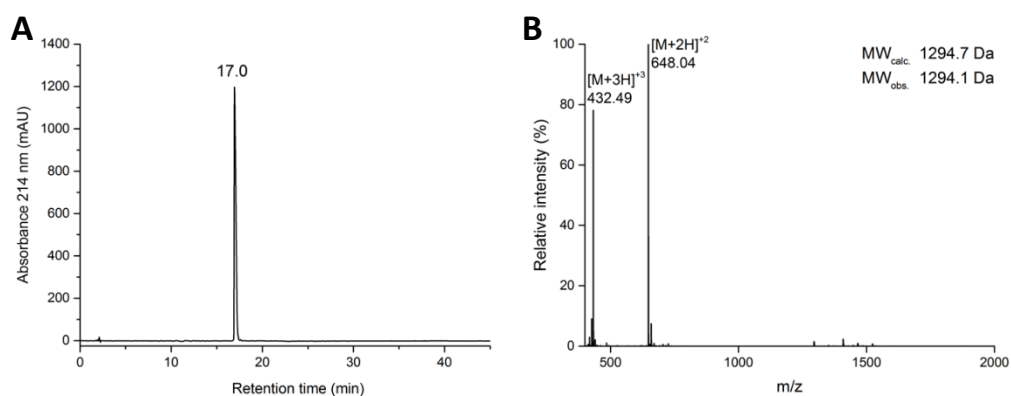 A
1400
1200
1000
800
600
400
200
0
Absorbance 214 nm (mAU)
17.0
0
10
20
30
40
Retention time (min)
B
100
80
60
40
20
0
Relative intensity (%)
[M+2H]+2
648.04
[M+3H]+3
432.49
MWcalc. 1294.7 Da
MWobs. 1294.1 Da
500
1000
1500
2000
m/z